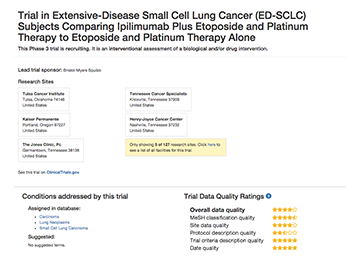 Trial in Extensive-Disease Small Cell Lung Cancer (ED-SCLC)
Subjects Comparing Ipilimumab Plus Etoposide and Platinum
Therapy to Etoposide and Platinum Therapy Alone
This Phase 3 trial is recruiting. It is an interventional assessment of a biological and/or drug intervention.
Lead trial sponsor: Bristol-Myers Squibb
Research Sites
Tulsa Cancer Institute
Tulsa, Oklahoma 74146
United States
Tennessee Cancer Specialists
Knoxville, Tennessee 37909
United States
Kaiser Permanente
Portland, Oregon 97227
United States
Henry-Joyce Cancer Center
Nashville, Tennessee 37232
United States
The Jones Clinic, Pc
Germantown, Tennessee 38138
United States
Only showing 5 of 127 research sites. Click here to
see a list of all facilities for this trial.
See this trial on ClinicalTrials.gov
Conditions addressed by this trial
Assigned in database:
Carcinoma
Lung Neoplasms
Small Cell Lung Carcinoma
Suggested:
No suggested terms.
Trial Data Quality Ratings
Overall data quality
MeSH classification quality
Site data quality
Protocol description quality
Trial criteria description quality
Date quality